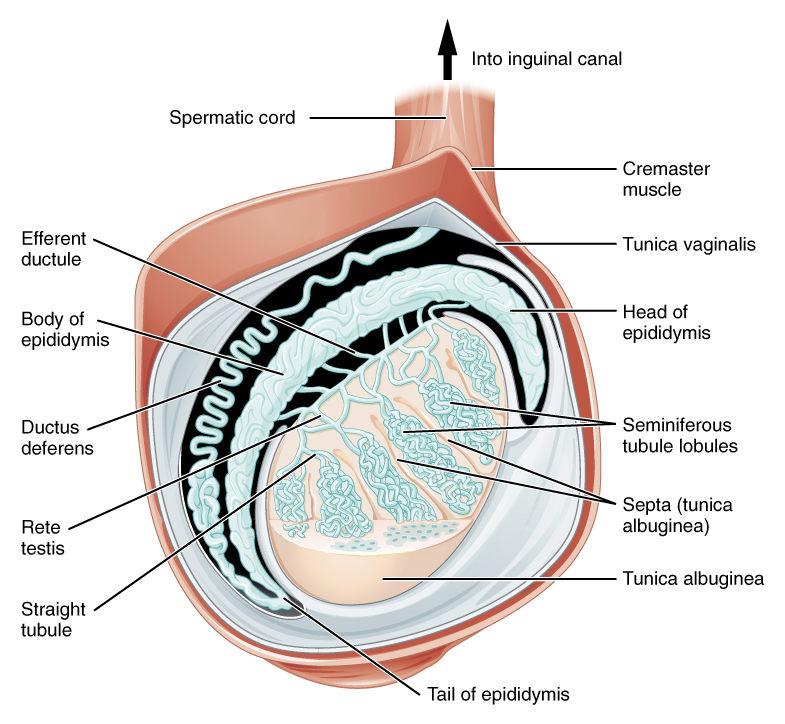 Into inguinal canal
Spermatic cord
Cremaster
muscle
Efferent
ductule
Tunica vaginalis
Body of
epididymis
Head of
epididymis
Ductus
deferens
Seminiferous
tubule lobules
Rete
testis
Septa (tunica
albuginea)
Straight
tubule
Tunica albuginea
Tail of epididymis